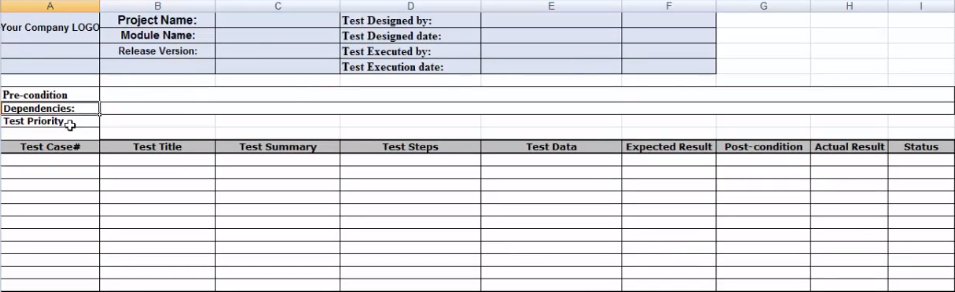 A B C D E F G H I
Your Company LOGO Project Name: Test Designed by:
Module Name: Test Designed date:
Release Version: Test Executed by:
Test Execution date:
Pre-condition
Dependencies:
Test Priority
Test Case# Test Title Test Summary Test Steps Test Data Expected Result Post-condition Actual Result Status